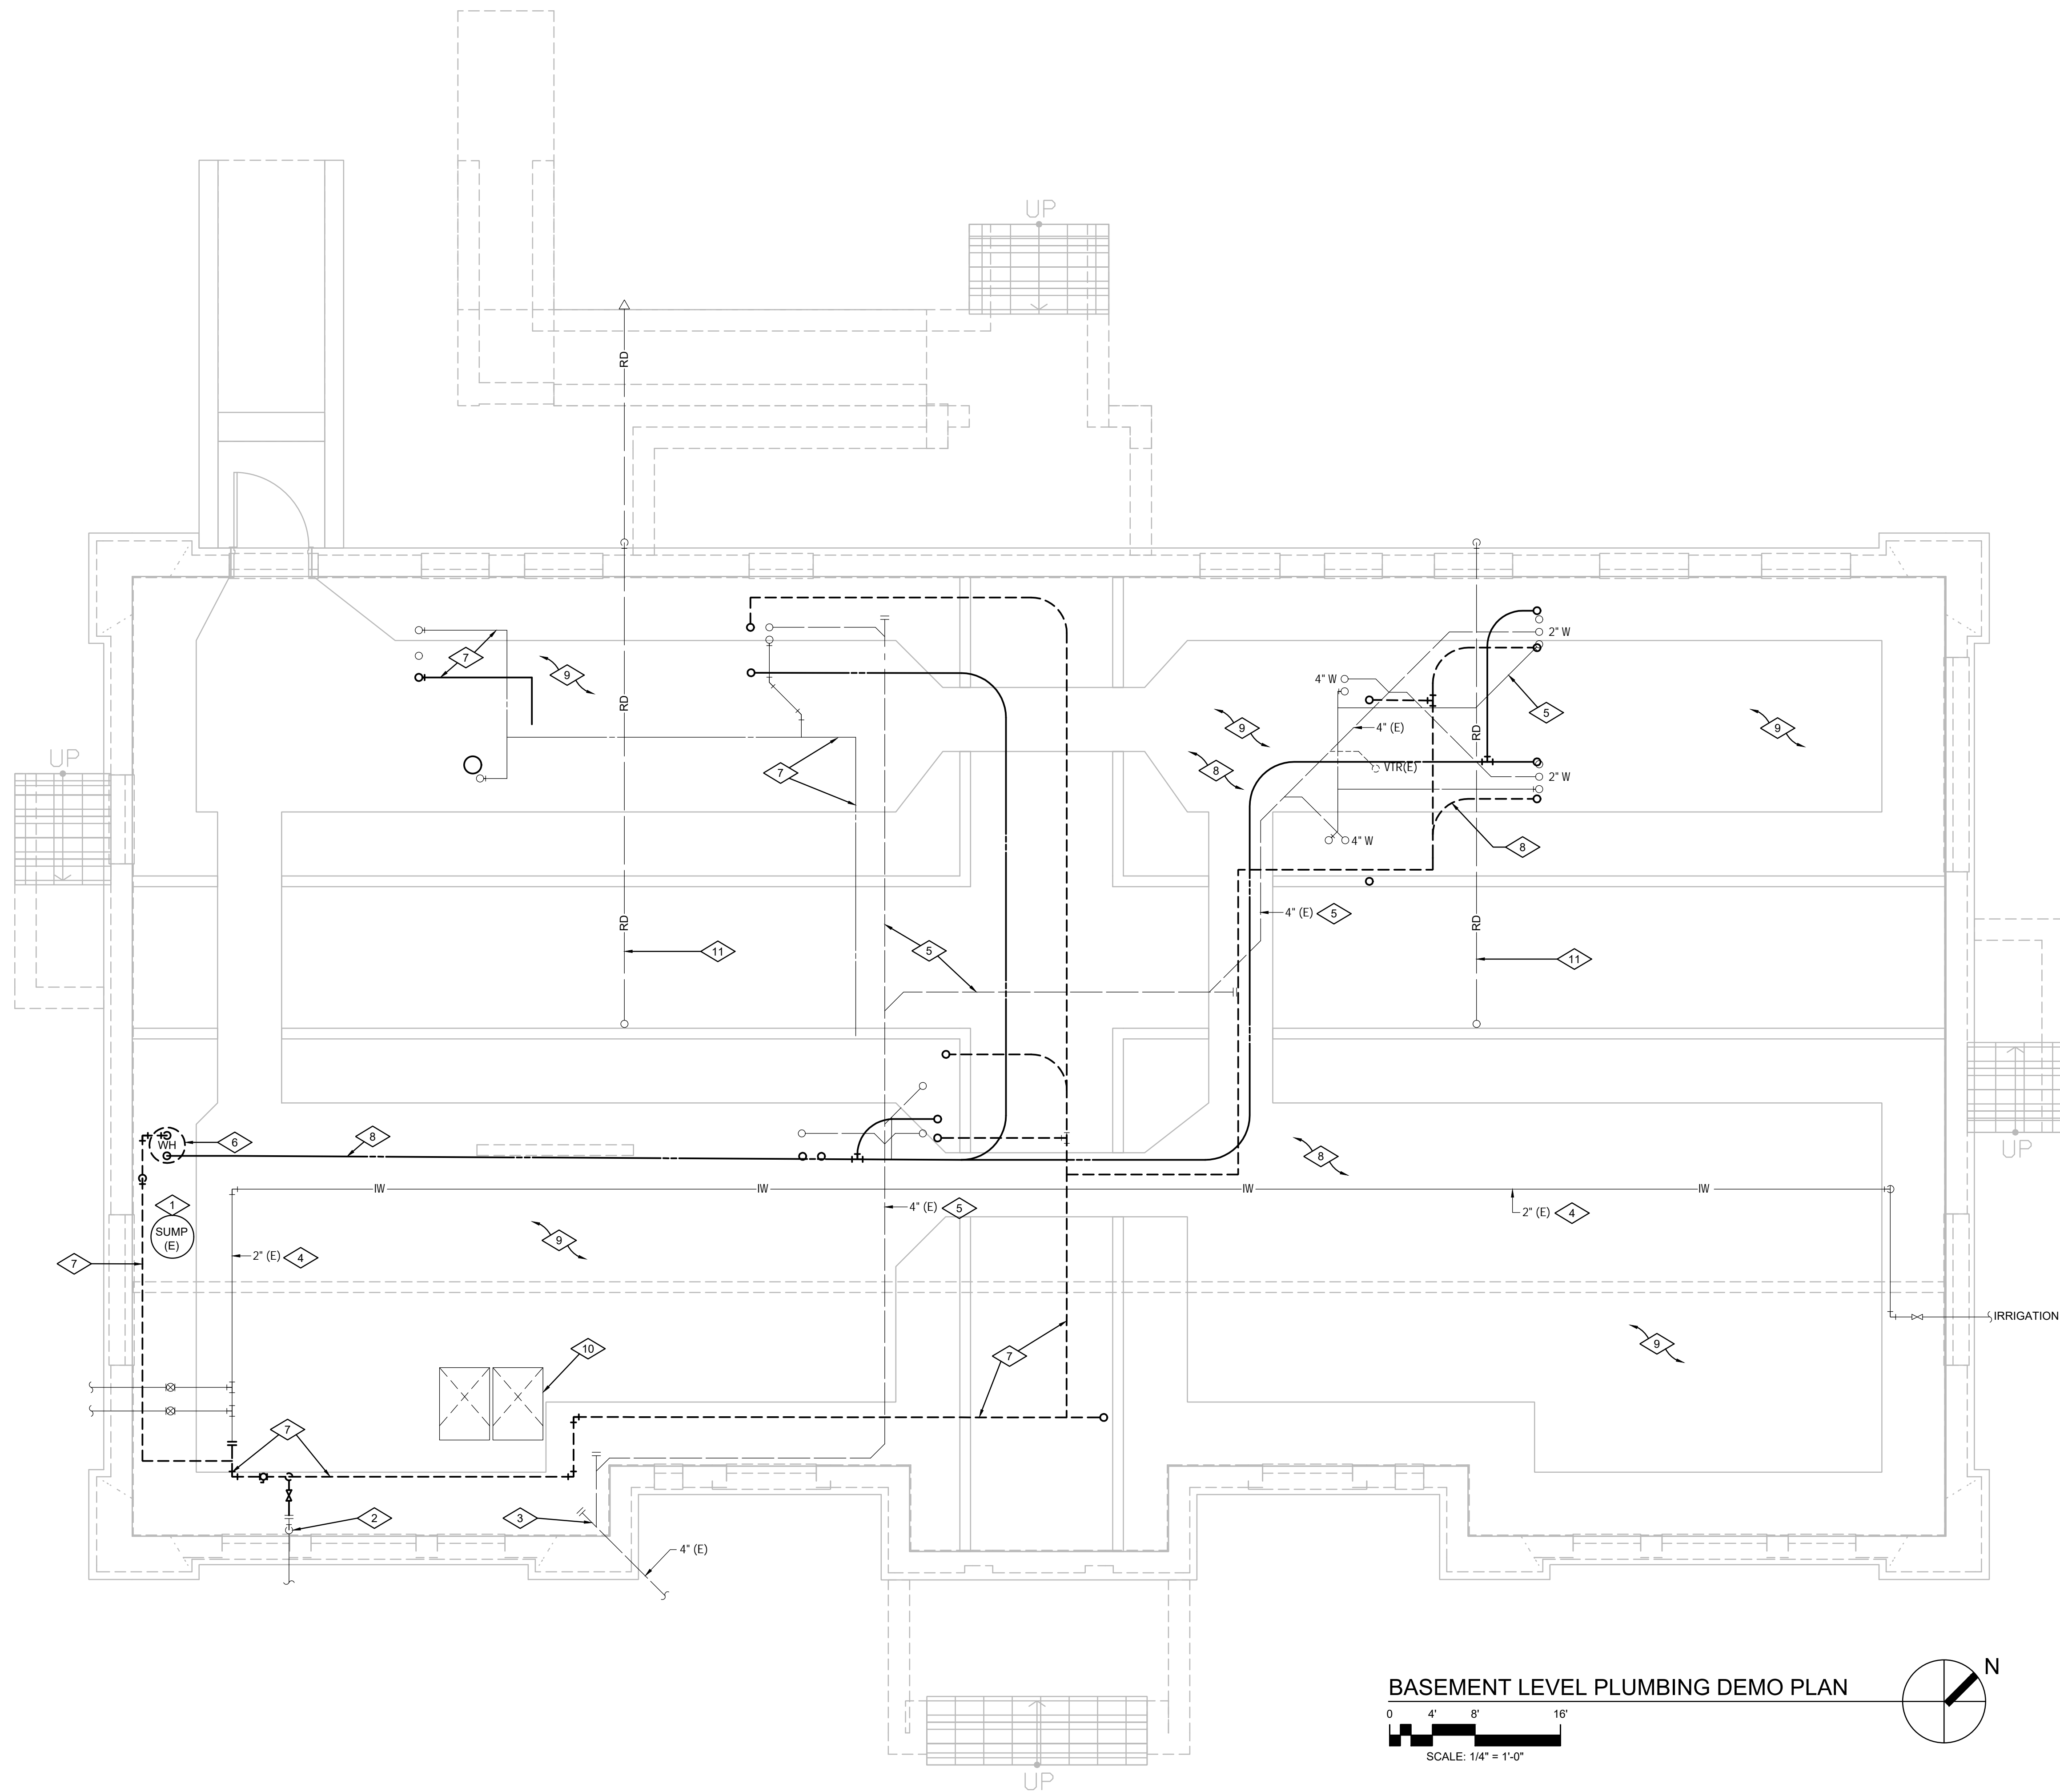 UP
RD
7
9
RD
7
2" W
4" W
5
4" (E)
9
9
RD
8
VTR(E)
2" W
UP
4" W
8
RD
4" (E) 5
RD
5
11
11
WH
6
8
8
UP
IW
IW
IW
IW
1
SUMP
(E)
4" (E) 5
2" (E) 4
9
2" (E) 4
7
IRRIGATION
10
7
9
7
2
3
4" (E)
BASEMENT LEVEL PLUMBING DEMO PLAN
N
0 4' 8' 16'
SCALE: 1/4" = 1'-0"
UP